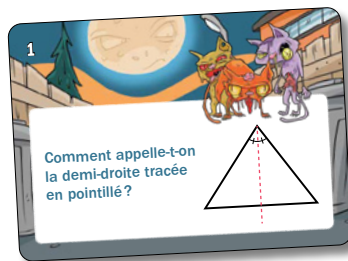 1
Comment appelle-t-on
la demi-droite tracée
en pointillé ?